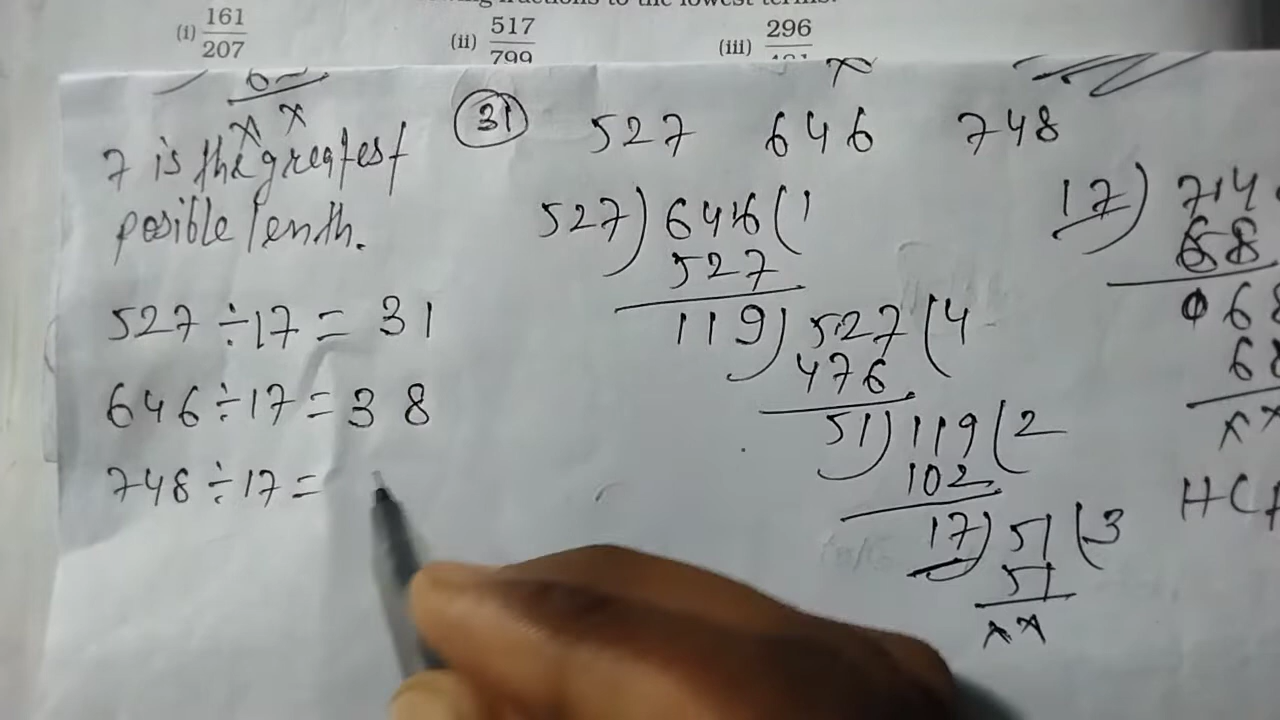 (i) 161/207 (ii) 517/799 (iii) 296
7 is the greatest
posible lenth.
527 ÷ 17 = 31
646 ÷ 17 = 38
748 ÷ 17 =
31 527 646 748
527) 646 (1
527
119) 527 (4
476
51) 119 (2
102
17) 51 (3
51
x x
17) 74
68
068
68
x x